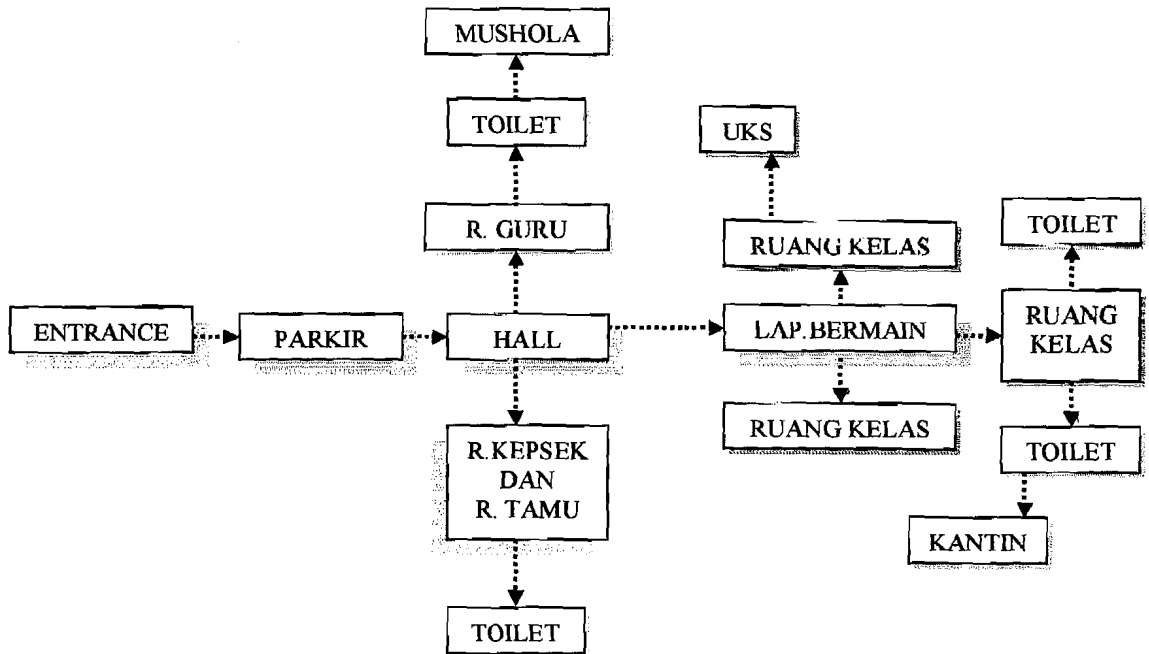 MUSHOLA
TOILET
UKS
R. GURU
RUANG KELAS
TOILET
ENTRANCE
PARKIR
HALL
LAP.BERMAIN
RUANG
KELAS
RUANG KELAS
R.KEPSEK
DAN
R. TAMU
TOILET
KANTIN
TOILET